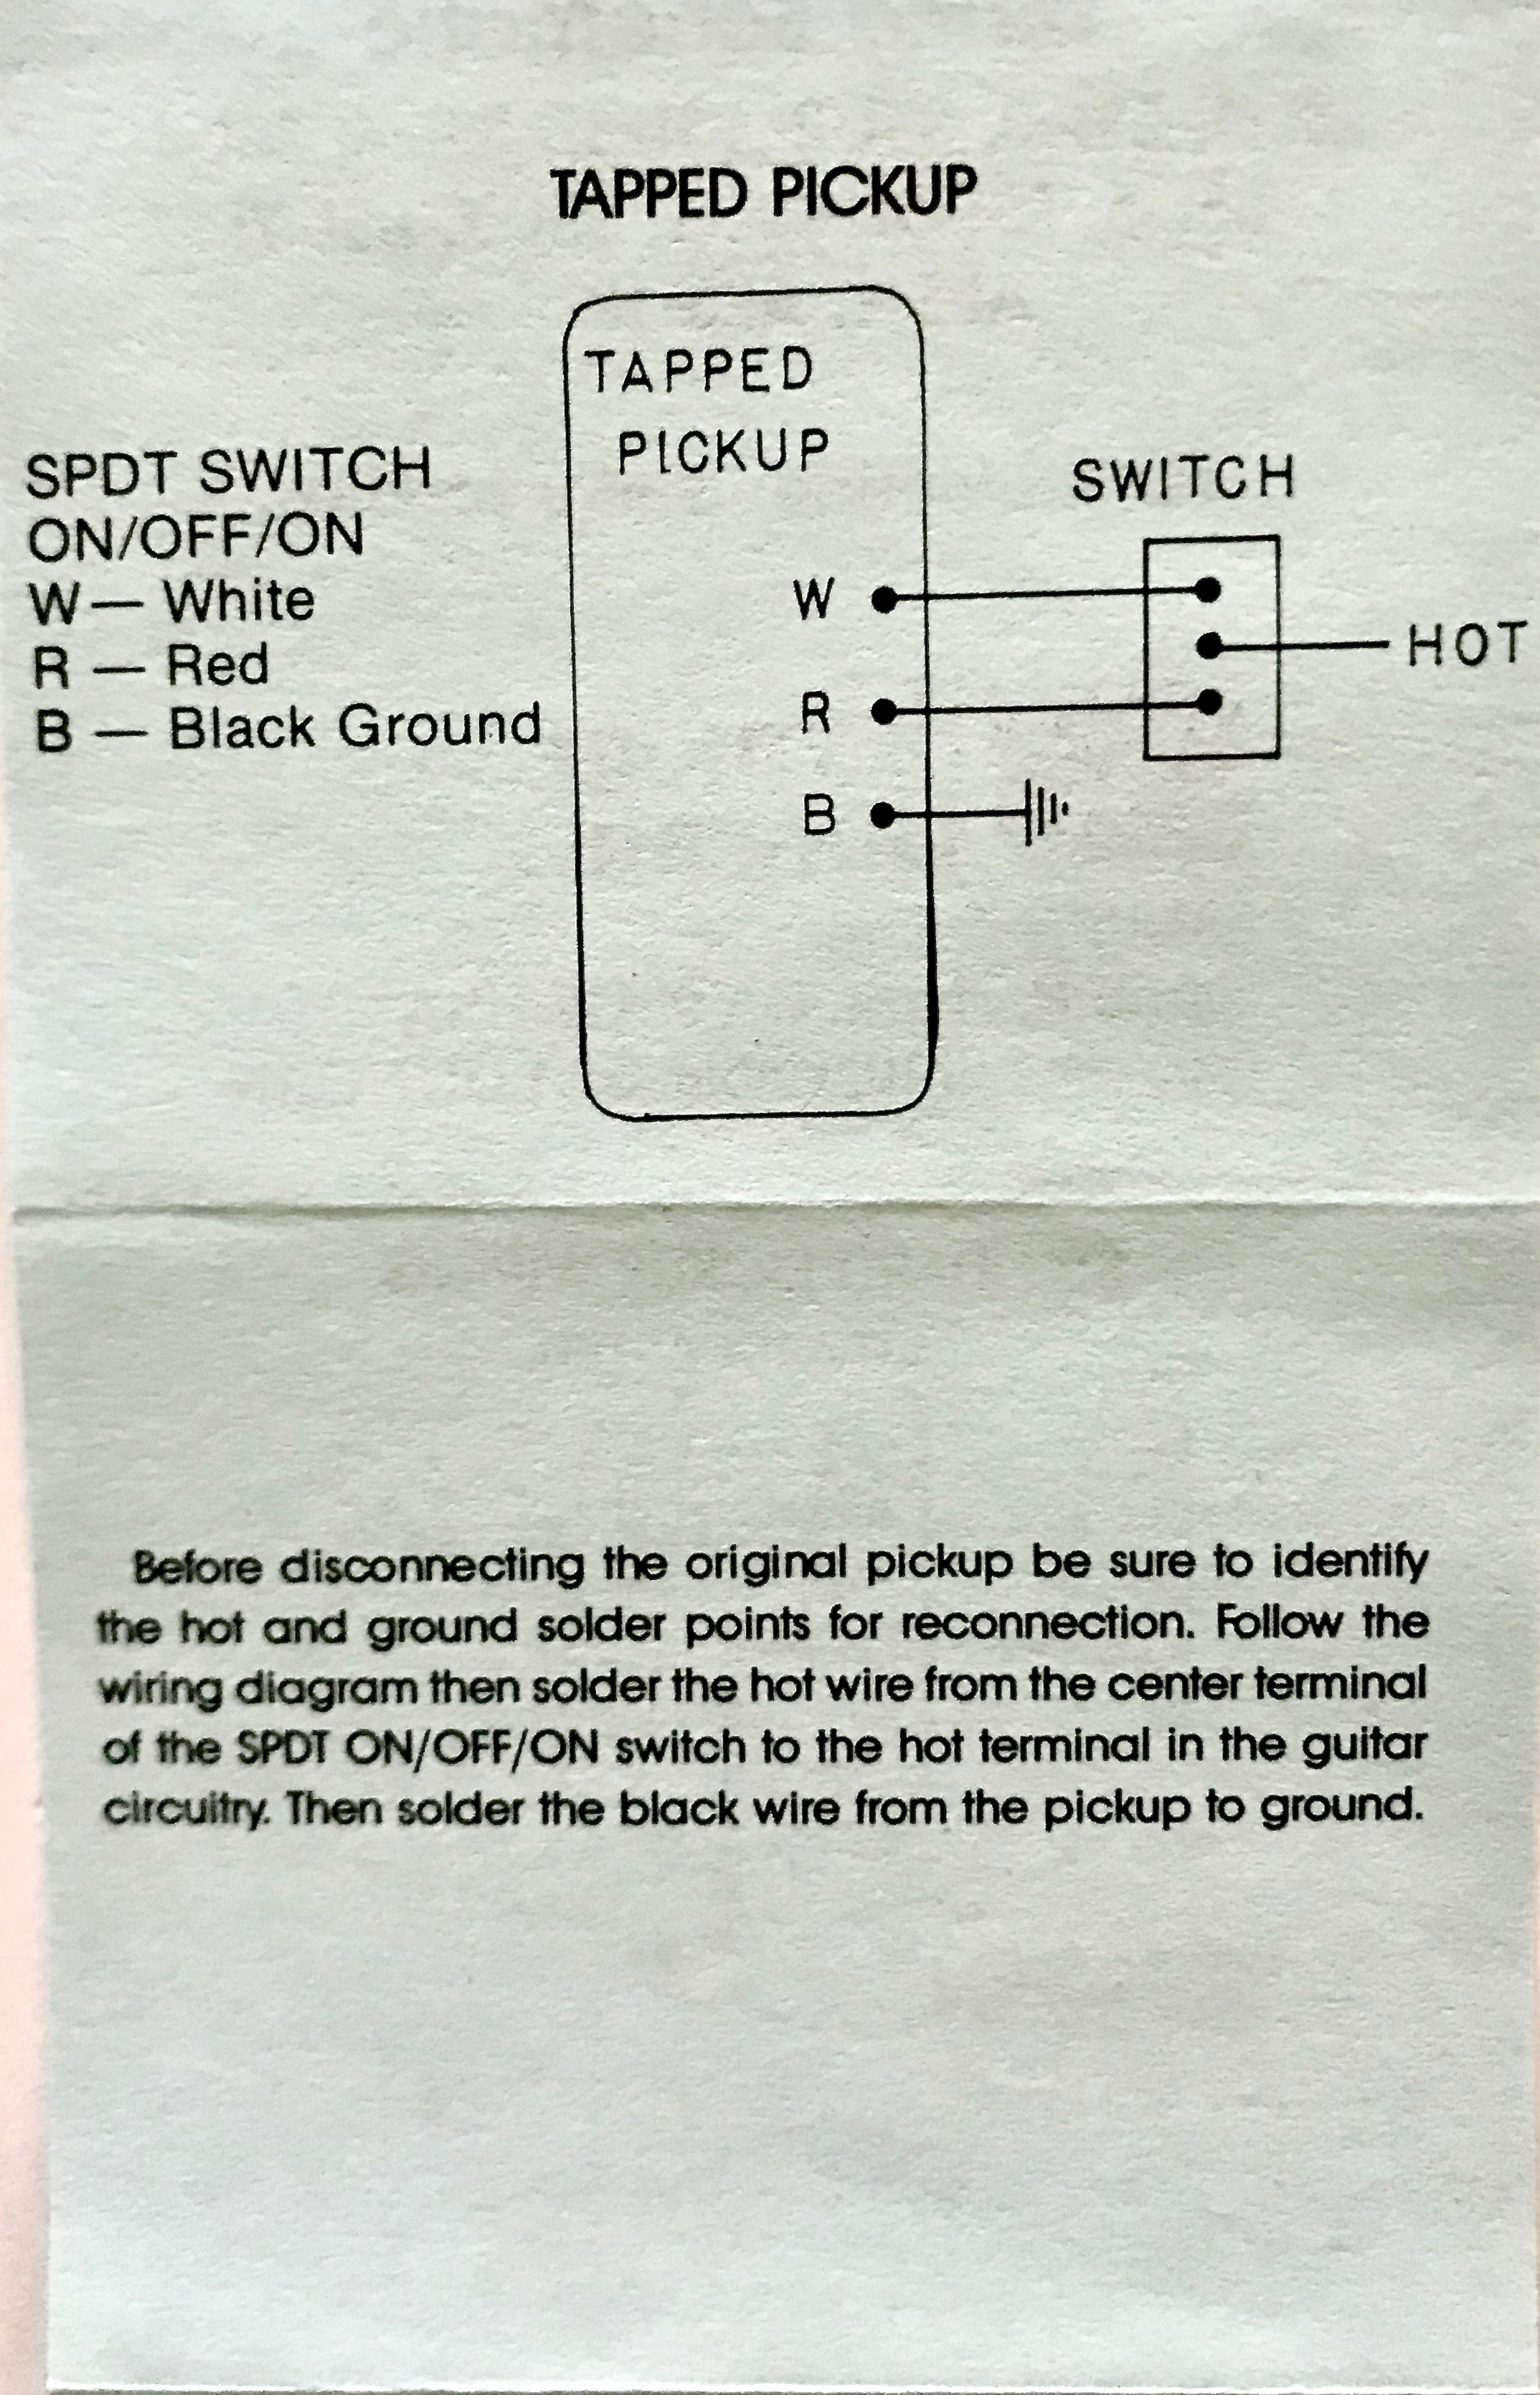 TAPPED PICKUP
TAPPED
PICKUP
SPDT SWITCH
ON/OFF/ON
W — White
R — Red
B — Black Ground
SWITCH
W
HOT
R
B
Before disconnecting the original pickup be sure to identify
the hot and ground solder points for reconnection. Follow the
wiring diagram then solder the hot wire from the center terminal
of the SPDT ON/OFF/ON switch to the hot terminal in the guitar
circuitry. Then solder the black wire from the pickup to ground.